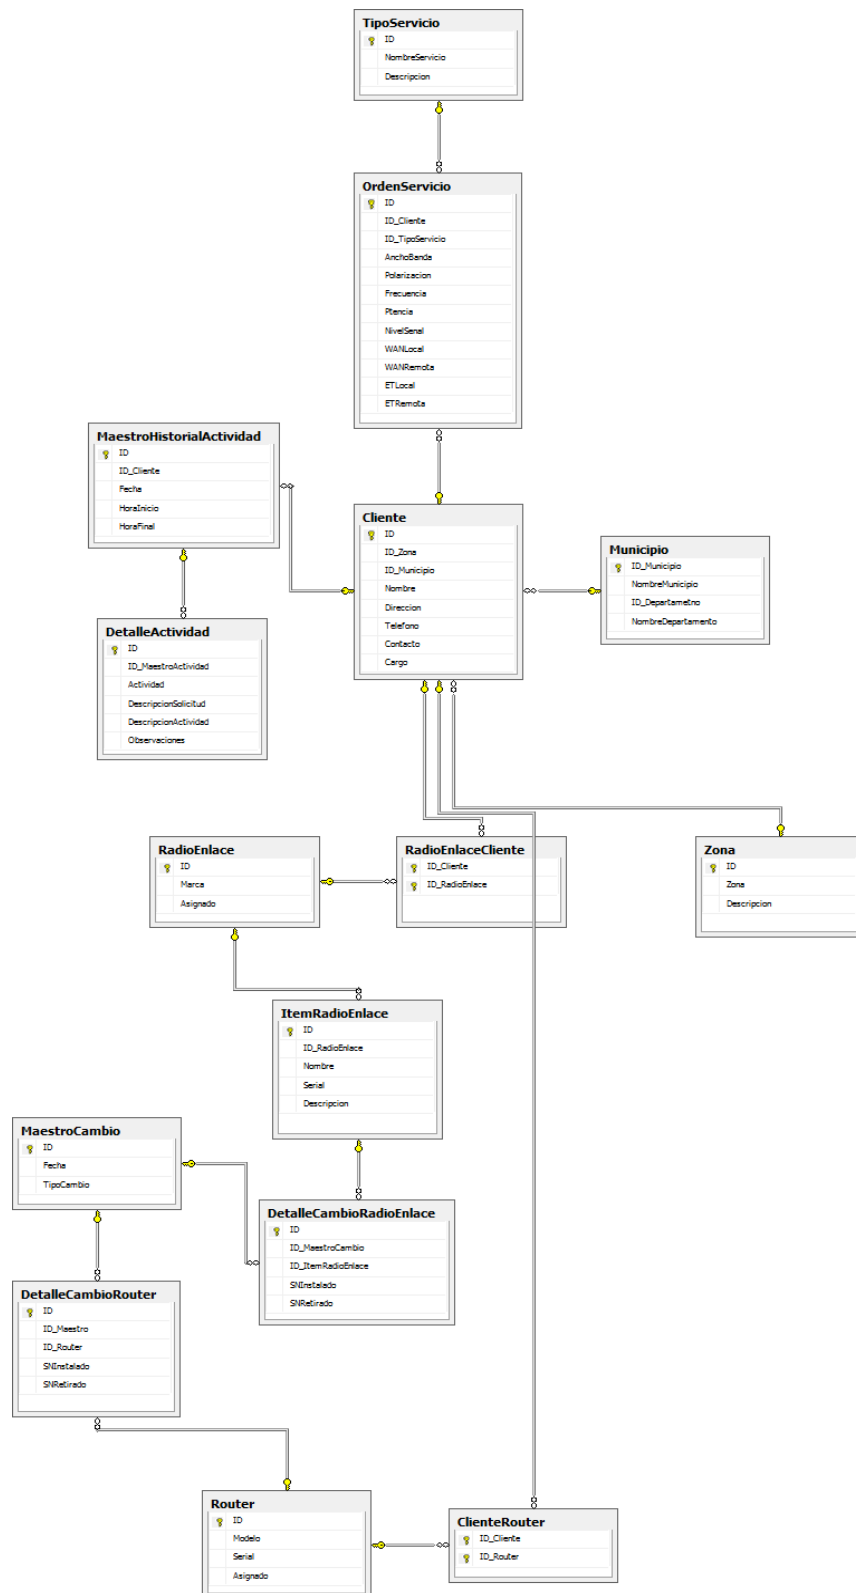 TipoServicio
ID
NombreServicio
Descripcion
OrdenServicio
ID
ID_Cliente
ID_TipoServicio
AnchoBanda
Polarizacion
Frecuencia
Ptencia
NivelSenal
WANLocal
WANRemota
ETLocal
ETRemota
MaestroHistorialActividad
ID
ID_Cliente
Fecha
HoraInicio
HoraFinal
Cliente
ID
ID_Zona
ID_Municipio
Nombre
Direccion
Telefono
Contacto
Cargo
Municipio
ID_Municipio
NombreMunicipio
ID_Departametno
NombreDepartamento
DetalleActividad
ID
ID_MaestroActividad
Actividad
DescripcionSolicitud
DescripcionActividad
Observaciones
RadioEnlace
ID
Marca
Asignado
RadioEnlaceCliente
ID_Cliente
ID_RadioEnlace
Zona
ID
Zona
Descripcion
ItemRadioEnlace
ID
ID_RadioEnlace
Nombre
Serial
Descripcion
MaestroCambio
ID
Fecha
TipoCambio
DetalleCambioRadioEnlace
ID
ID_MaestroCambio
ID_ItemRadioEnlace
SNInstalado
SNRetirado
DetalleCambioRouter
ID
ID_Maestro
ID_Router
SNInstalado
SNRetirado
Router
ID
Modelo
Serial
Asignado
ClienteRouter
ID_Cliente
ID_Router